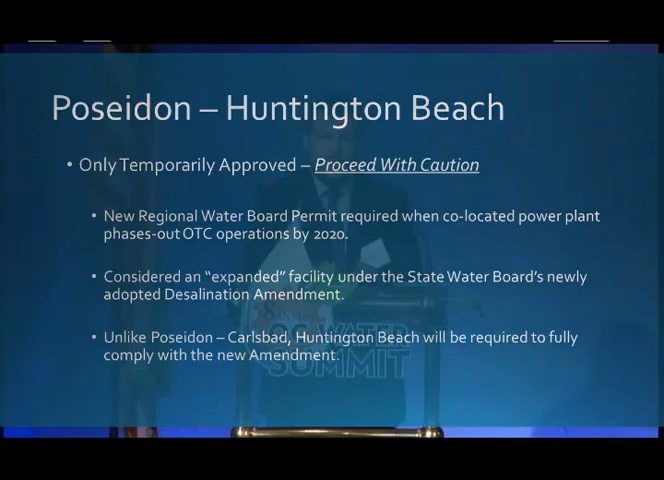 Poseidon – Huntington Beach
• Only Temporarily Approved – Proceed With Caution
• New Regional Water Board Permit required when co-located power plant
phases-out OTC operations by 2020.
• Considered an “expanded” facility under the State Water Board's newly
adopted Desalination Amendment.
• Unlike Poseidon – Carlsbad, Huntington Beach will be required to fully
comply with the new Amendment.
WATER
SUMMIT